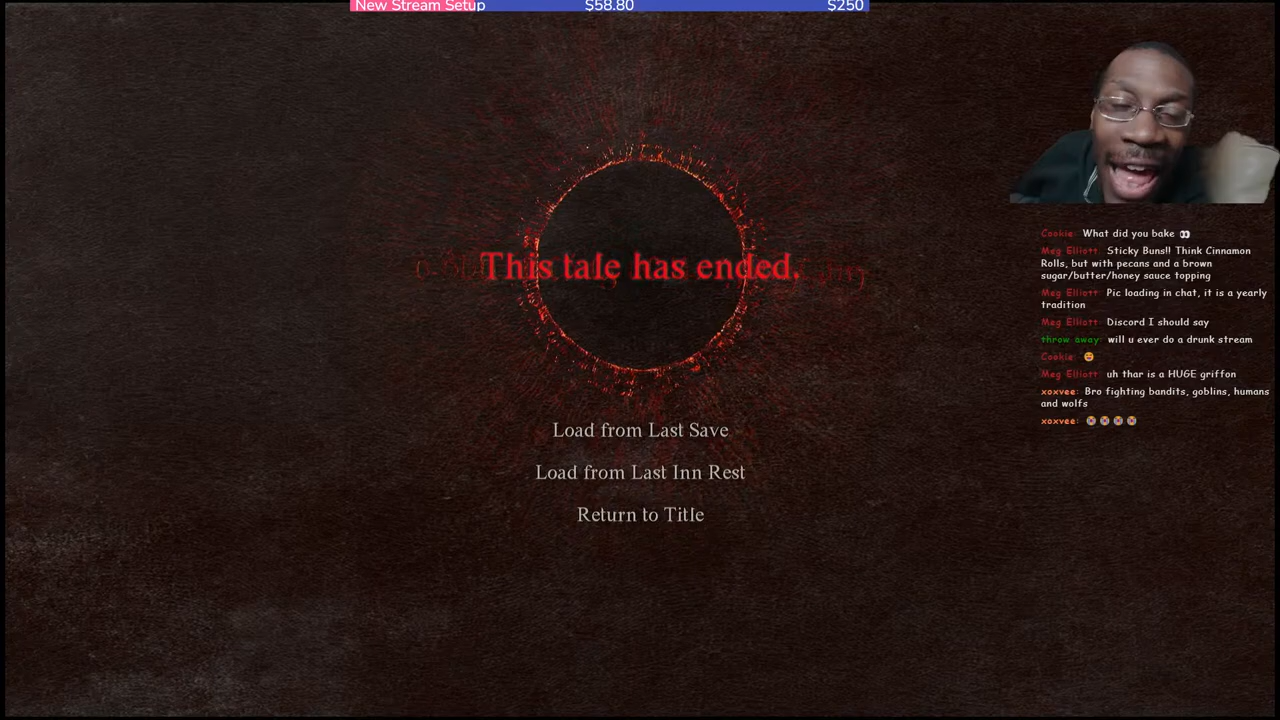 New Stream Setup $58.80 $250
This tale has ended.
Load from Last Save
Load from Last Inn Rest
Return to Title
Cookie: What did you bake 👀
Meg Elliott: Sticky Buns!! Think Cinnamon
Rolls, but with pecans and a brown
sugar/butter/honey sauce topping
Meg Elliott: Pic loading in chat, it is a yearly
tradition
Meg Elliott: Discord I should say
throw away: will u ever do a drunk stream
Cookie:
Meg Elliott: uh thar is a HUGE griffon
xoxvee: Bro fighting bandits, goblins, humans
and wolfs
xoxvee: